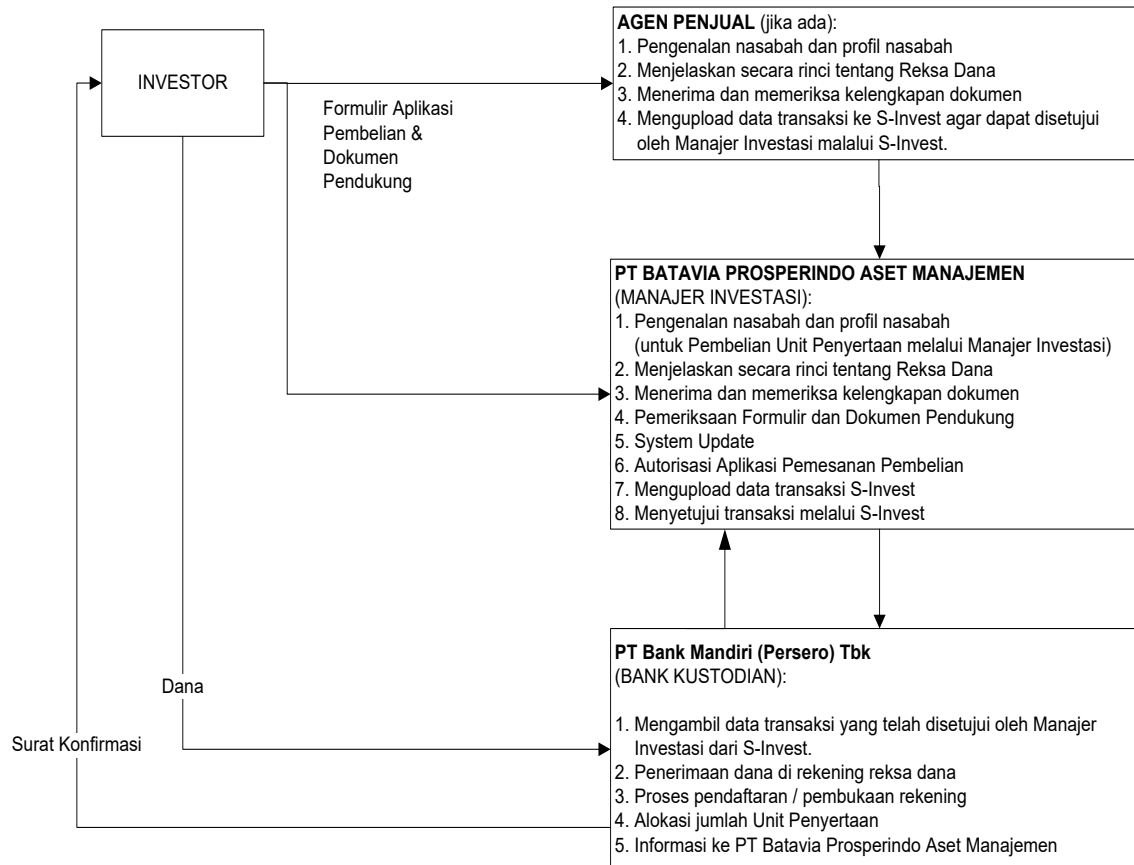 INVESTOR
Formulir Aplikasi
Pembelian &
Dokumen
Pendukung
AGEN PENJUAL (jika ada):
1. Pengenalan nasabah dan profil nasabah
2. Menjelaskan secara rinci tentang Reksa Dana
3. Menerima dan memeriksa kelengkapan dokumen
4. Mengupload data transaksi ke S-Invest agar dapat disetujui
oleh Manajer Investasi malalui S-Invest.
PT BATAVIA PROSPERINDO ASET MANAJEMEN
(MANAJER INVESTASI):
1. Pengenalan nasabah dan profil nasabah
(untuk Pembelian Unit Penyertaan melalui Manajer Investasi)
2. Menjelaskan secara rinci tentang Reksa Dana
3. Menerima dan memeriksa kelengkapan dokumen
4. Pemeriksaan Formulir dan Dokumen Pendukung
5. System Update
6. Autorisasi Aplikasi Pemesanan Pembelian
7. Mengupload data transaksi S-Invest
8. Menyetujui transaksi melalui S-Invest
Dana
Surat Konfirmasi
PT Bank Mandiri (Persero) Tbk
(BANK KUSTODIAN):
1. Mengambil data transaksi yang telah disetujui oleh Manajer
Investasi dari S-Invest.
2. Penerimaan dana di rekening reksa dana
3. Proses pendaftaran / pembukaan rekening
4. Alokasi jumlah Unit Penyertaan
5. Informasi ke PT Batavia Prosperindo Aset Manajemen